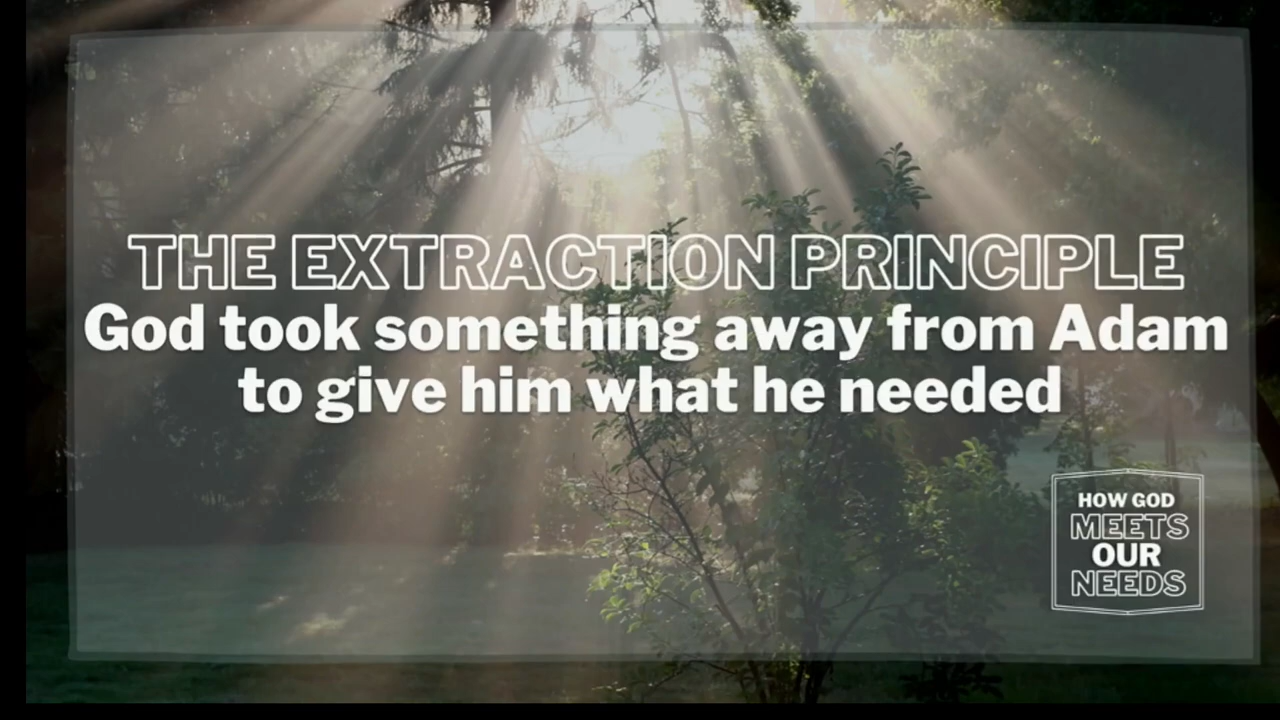 THE EXTRACTION PRINCIPLE
God took something away from Adam
to give him what he needed
HOW GOD
MEETS
OUR
NEEDS